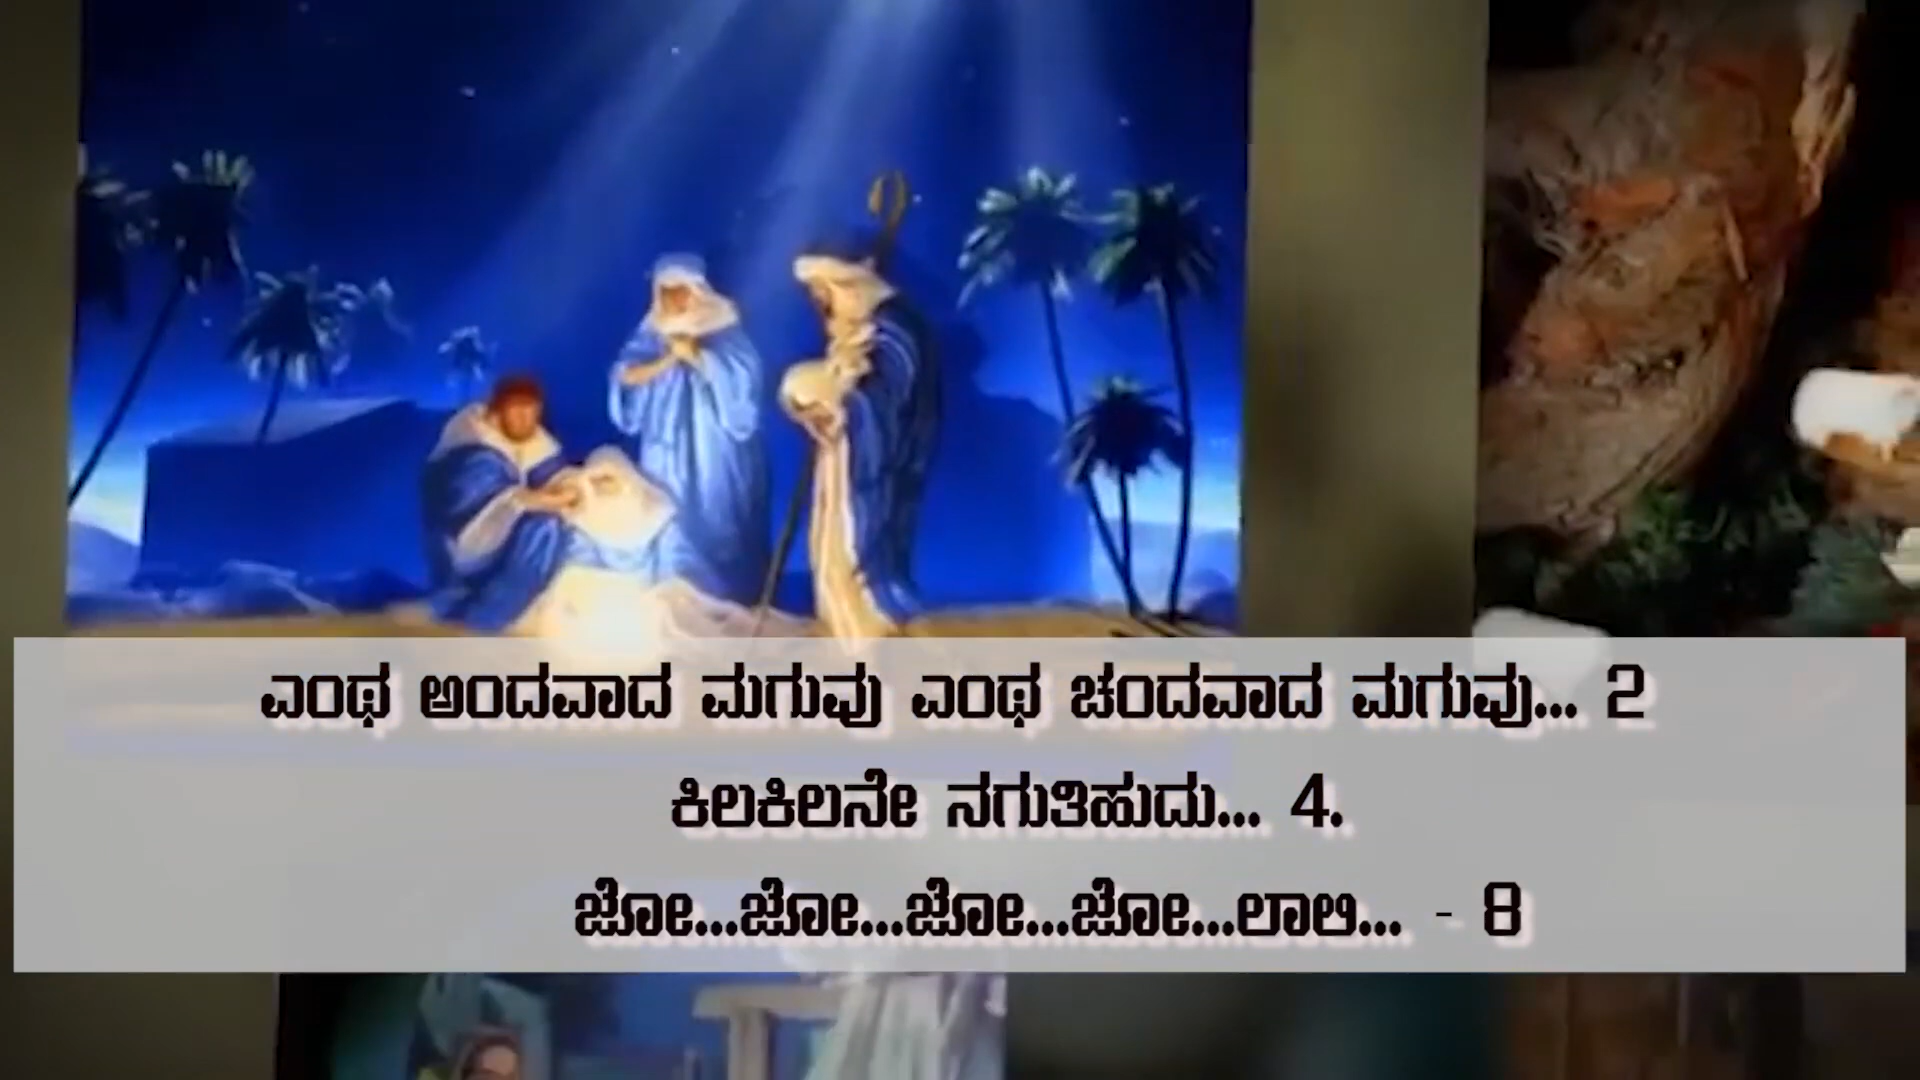 ಎಂಥ ಅಂದವಾದ ಮಗುವು ಎಂಥ ಚಂದವಾದ ಮಗುವು... 2
ಕಿಲಕಿಲನೇ ನಗುತಿಹುದು... 4.
ಜೋ...ಜೋ...ಜೋ...ಜೋ...ಲಾಲಿ... - 8